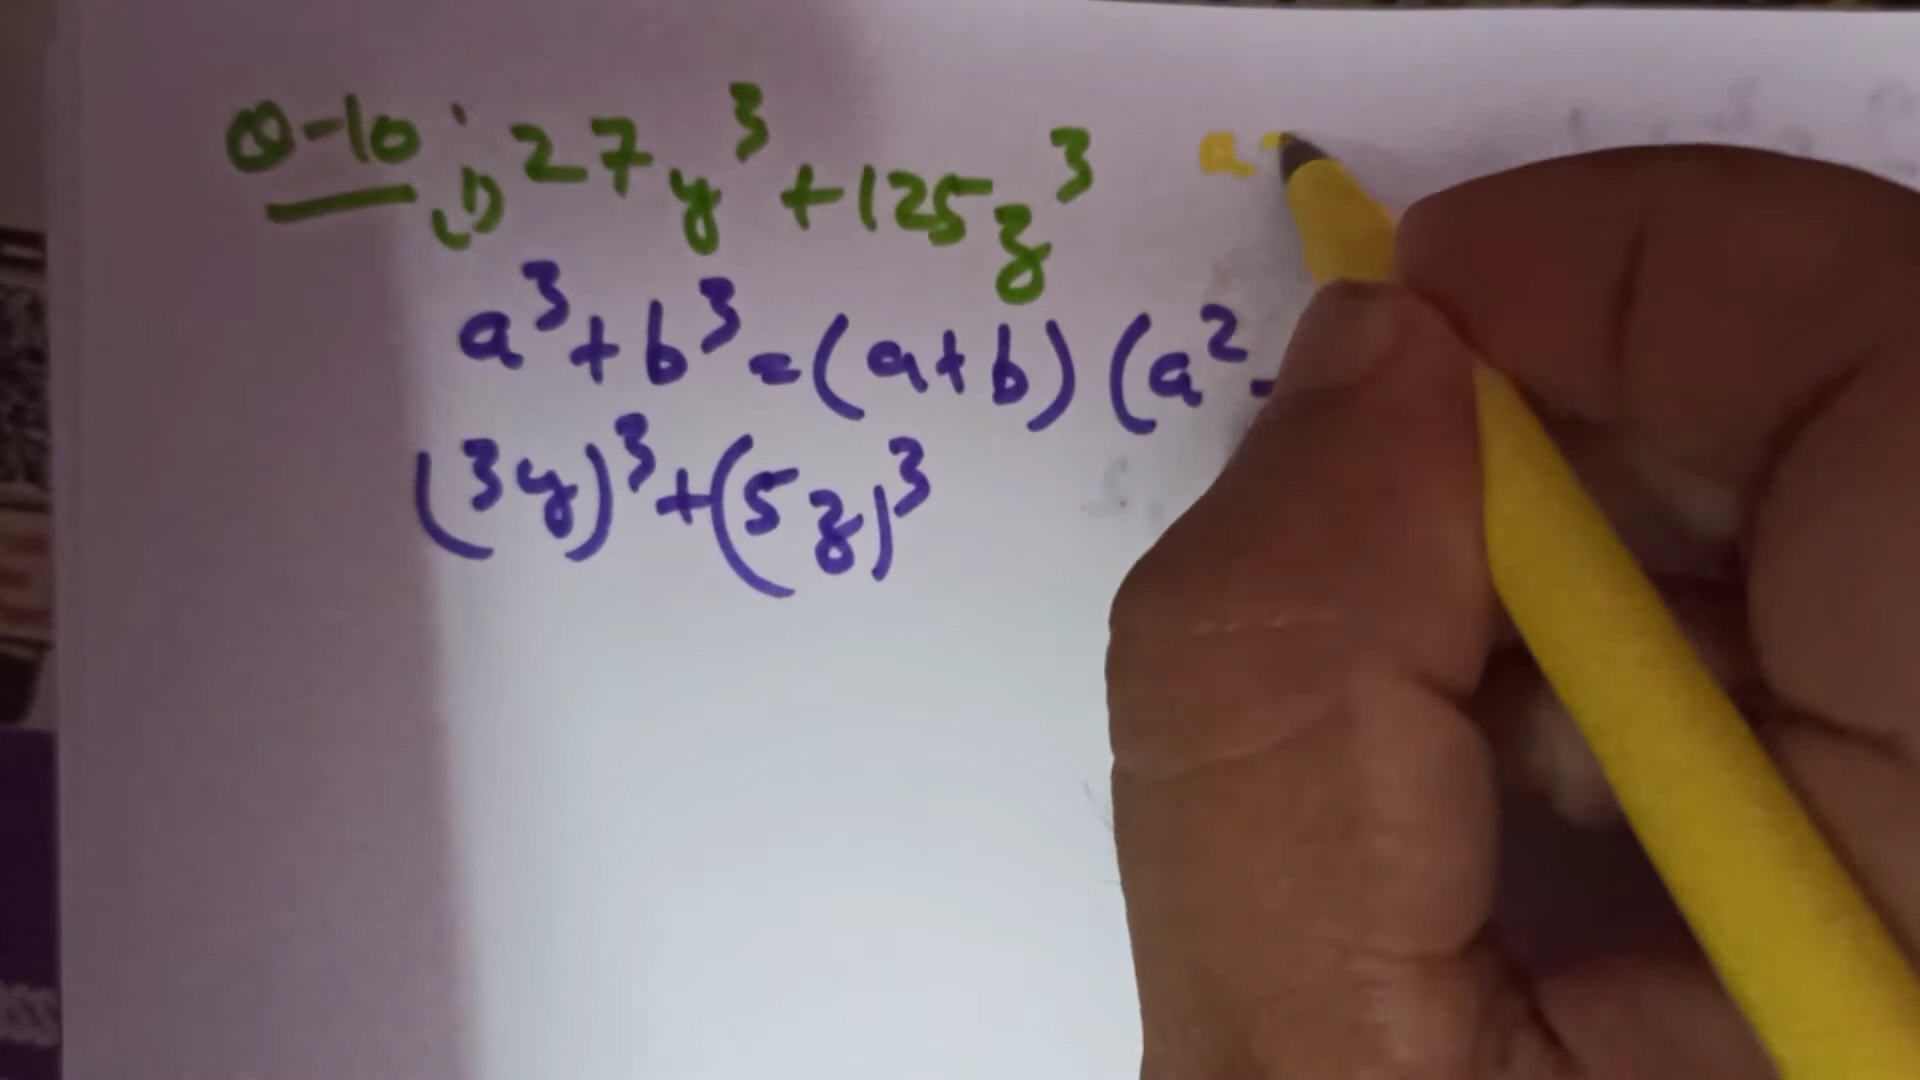 Q-10: (i) 27y³ + 125z³ a =
a³ + b³ = (a + b) (a² -
(3y)³ + (5z)³